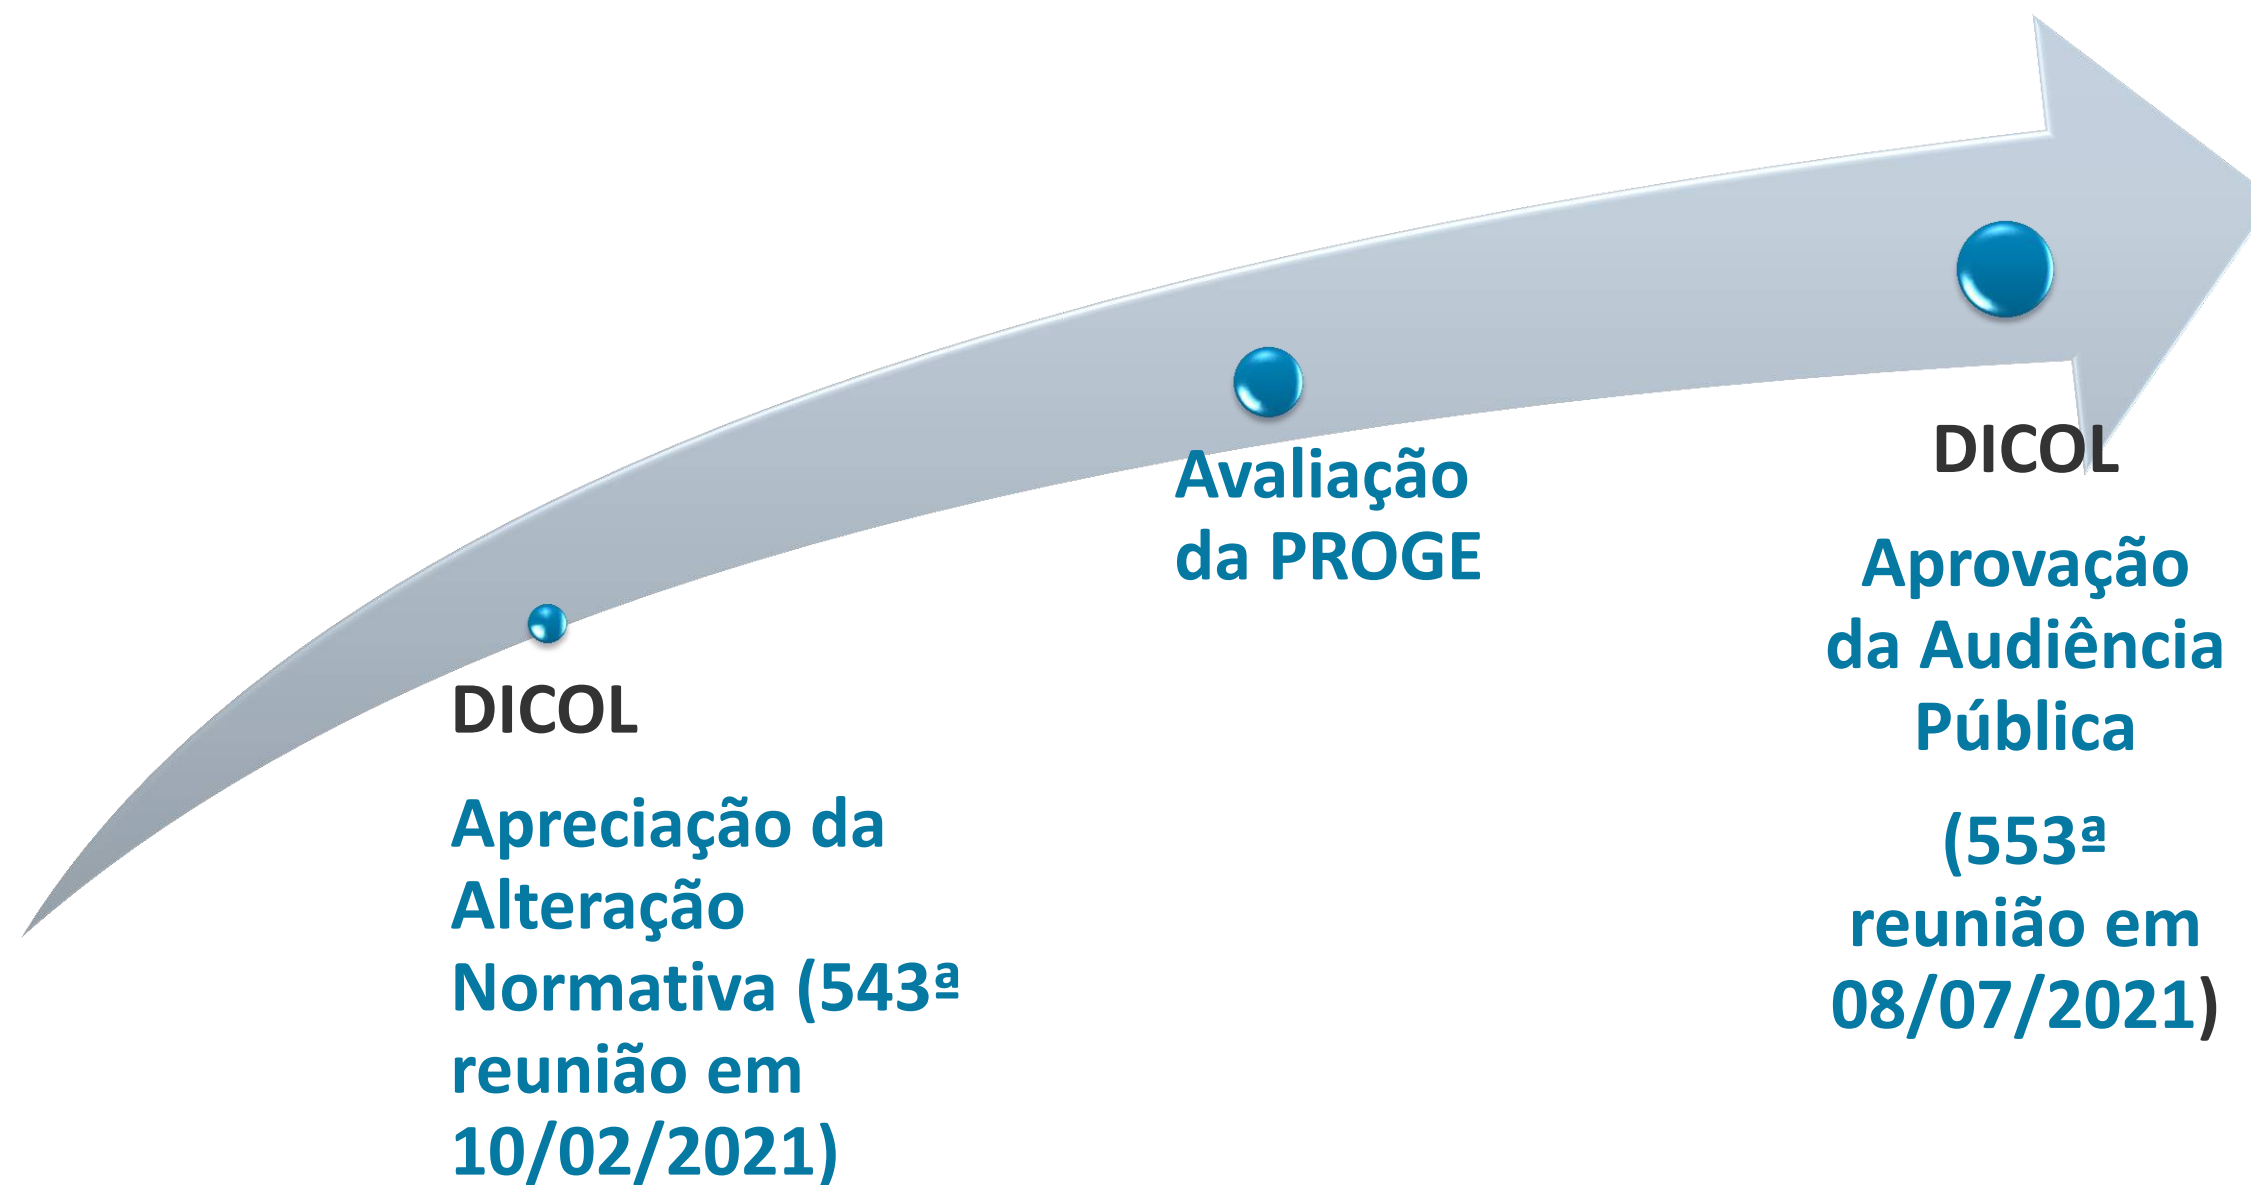 DICOL
Apreciação da
Alteração
Normativa (543ª
reunião em
10/02/2021)
Avaliação
da PROGE
DICOL
Aprovação
da Audiência
Pública
(553ª
reunião em
08/07/2021)